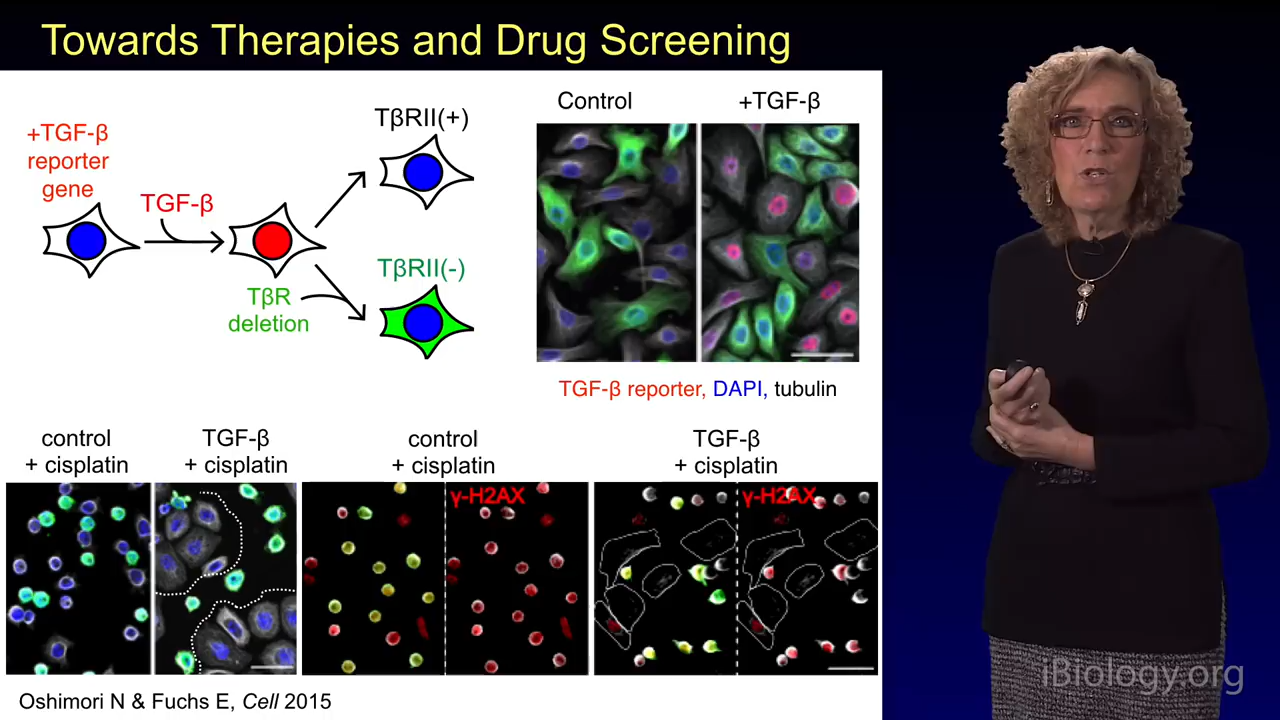 Towards Therapies and Drug Screening
+TGF-β
reporter
gene
TGF-β
TβRII(+)
TβRII(-)
TβR
deletion
Control
+TGF-β
TGF-β reporter, DAPI, tubulin
control
+ cisplatin
TGF-β
+ cisplatin
control
+ cisplatin
TGF-β
+ cisplatin
γ-H2AX
γ-H2AX
Oshimori N & Fuchs E, Cell 2015
iBiology.org